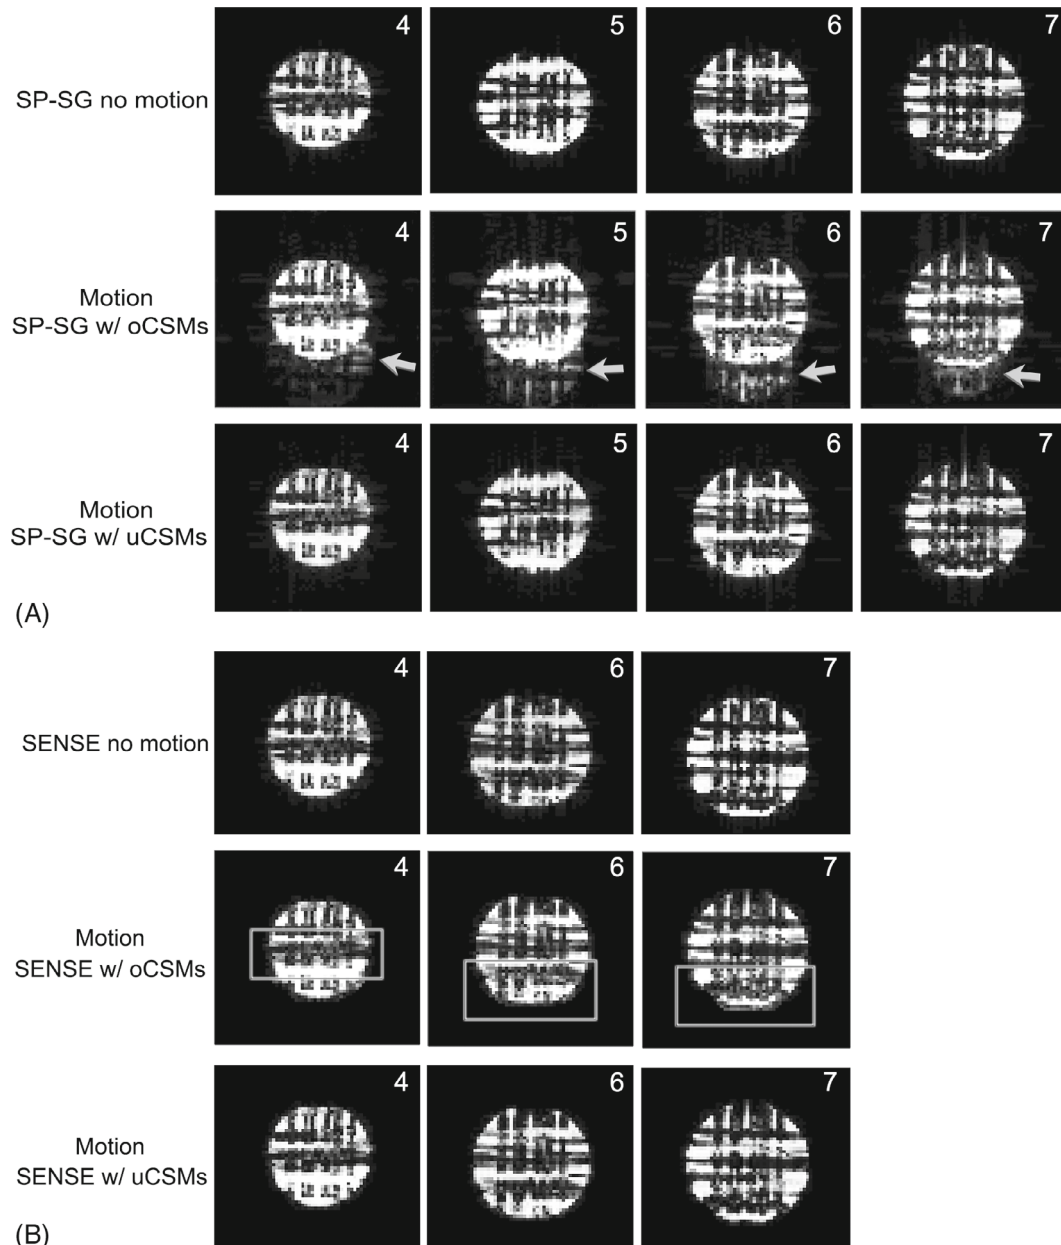 4 5 6 7
SP-SG no motion
4 5 6 7
Motion
SP-SG w/ oCSMs
4 5 6 7
Motion
SP-SG w/ uCSMs
(A)
4 6 7
SENSE no motion
4 6 7
Motion
SENSE w/ oCSMs
4 6 7
Motion
SENSE w/ uCSMs
(B)